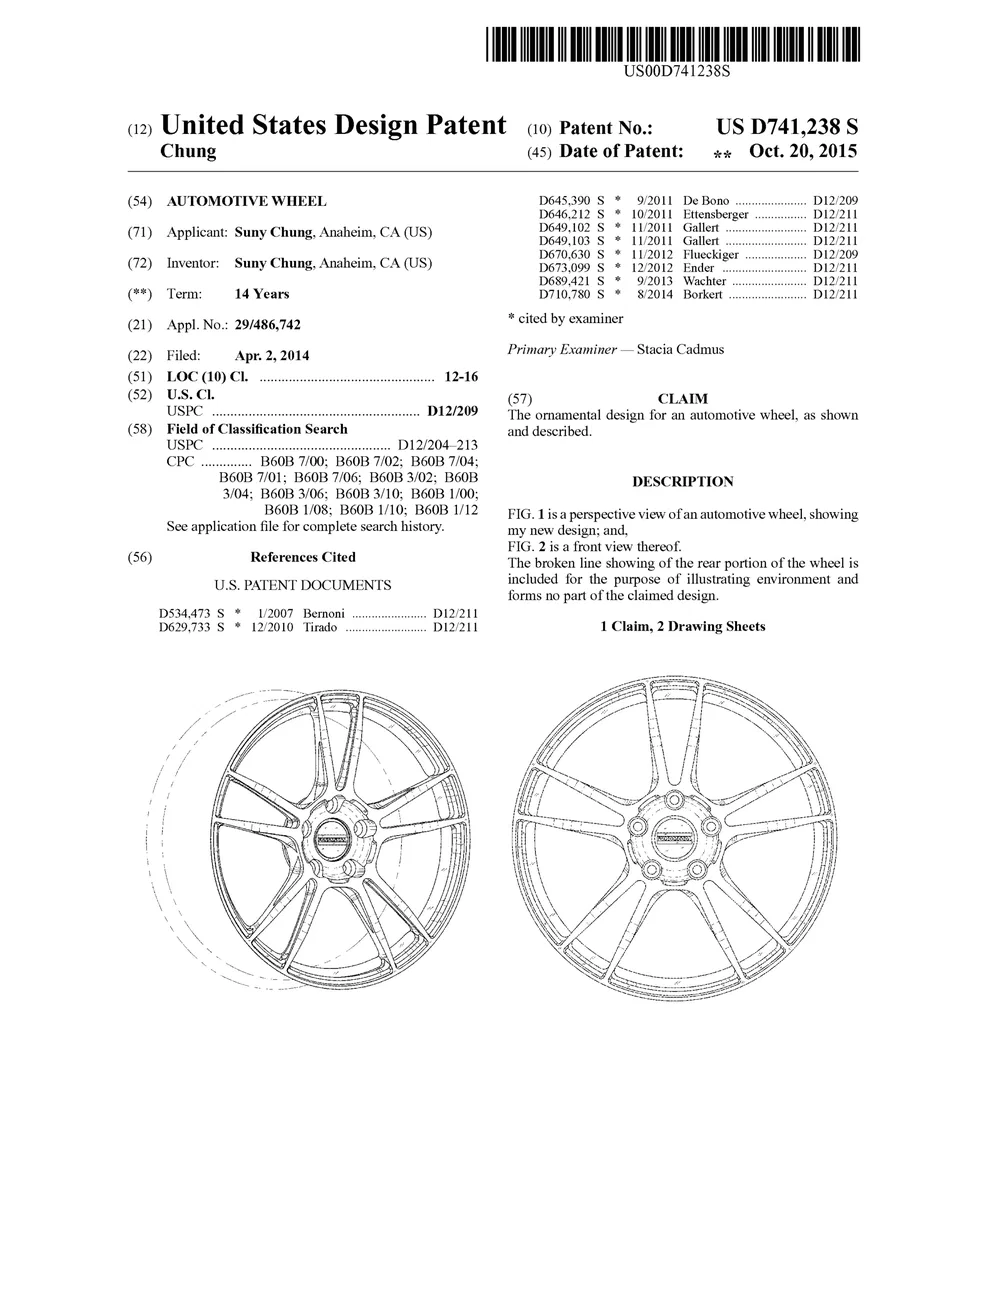 US00D741238S
(12) United States Design Patent
Chung
(10) Patent No.: US D741,238 S
(45) Date of Patent: ** Oct. 20, 2015
(54) AUTOMOTIVE WHEEL
(71) Applicant: Suny Chung, Anaheim, CA (US)
(72) Inventor: Suny Chung, Anaheim, CA (US)
(**) Term: 14 Years
(21) Appl. No.: 29/486,742
(22) Filed: Apr. 2, 2014
(51) LOC (10) Cl. ............................................... 12-16
(52) U.S. Cl.
USPC ........................................................ D12/209
(58) Field of Classification Search
USPC ................................................ D12/204–213
CPC ............. B60B 7/00; B60B 7/02; B60B 7/04;
B60B 7/01; B60B 7/06; B60B 3/02; B60B
3/04; B60B 3/06; B60B 3/10; B60B 1/00;
B60B 1/08; B60B 1/10; B60B 1/12
See application file for complete search history.
(56) References Cited
U.S. PATENT DOCUMENTS
D534,473 S * 1/2007 Bernoni ....................... D12/211
D629,733 S * 12/2010 Tirado ......................... D12/211
D645,390 S * 9/2011 De Bono ...................... D12/209
D646,212 S * 10/2011 Ettensberger ................ D12/211
D649,102 S * 11/2011 Gallert ......................... D12/211
D649,103 S * 11/2011 Gallert ......................... D12/211
D670,630 S * 11/2012 Flueckiger ................... D12/209
D673,099 S * 12/2012 Ender .......................... D12/211
D689,421 S * 9/2013 Wachter ....................... D12/211
D710,780 S * 8/2014 Borkert ........................ D12/211
* cited by examiner
Primary Examiner — Stacia Cadmus
(57) CLAIM
The ornamental design for an automotive wheel, as shown
and described.
DESCRIPTION
FIG. 1 is a perspective view of an automotive wheel, showing
my new design; and,
FIG. 2 is a front view thereof.
The broken line showing of the rear portion of the wheel is
included for the purpose of illustrating environment and
forms no part of the claimed design.
1 Claim, 2 Drawing Sheets